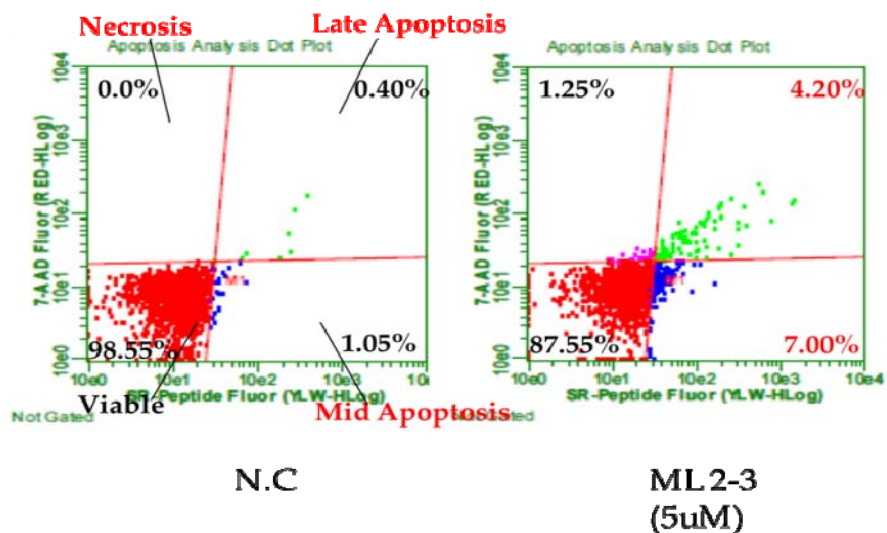 Necrosis
Late Apoptosis
Apoptosis Analysis Dot Plot
0.0%
0.40%
98.55%
1.05%
10e4
10e3
10e2
10e1
10e0
7-AAD Fluor (RED-HLog)
10e0
10e1
10e2
SR-Peptide Fluor (YLW-HLog)
Viable
Mid Apoptosis
Not Gated
N.C
Apoptosis Analysis Dot Plot
1.25%
4.20%
87.55%
7.00%
10e4
10e3
10e2
10e1
10e0
7-AAD Fluor (RED-HLog)
10e0
10e1
10e2
10e3
10e4
SR-Peptide Fluor (YLW-HLog)
ML2-3
(5uM)